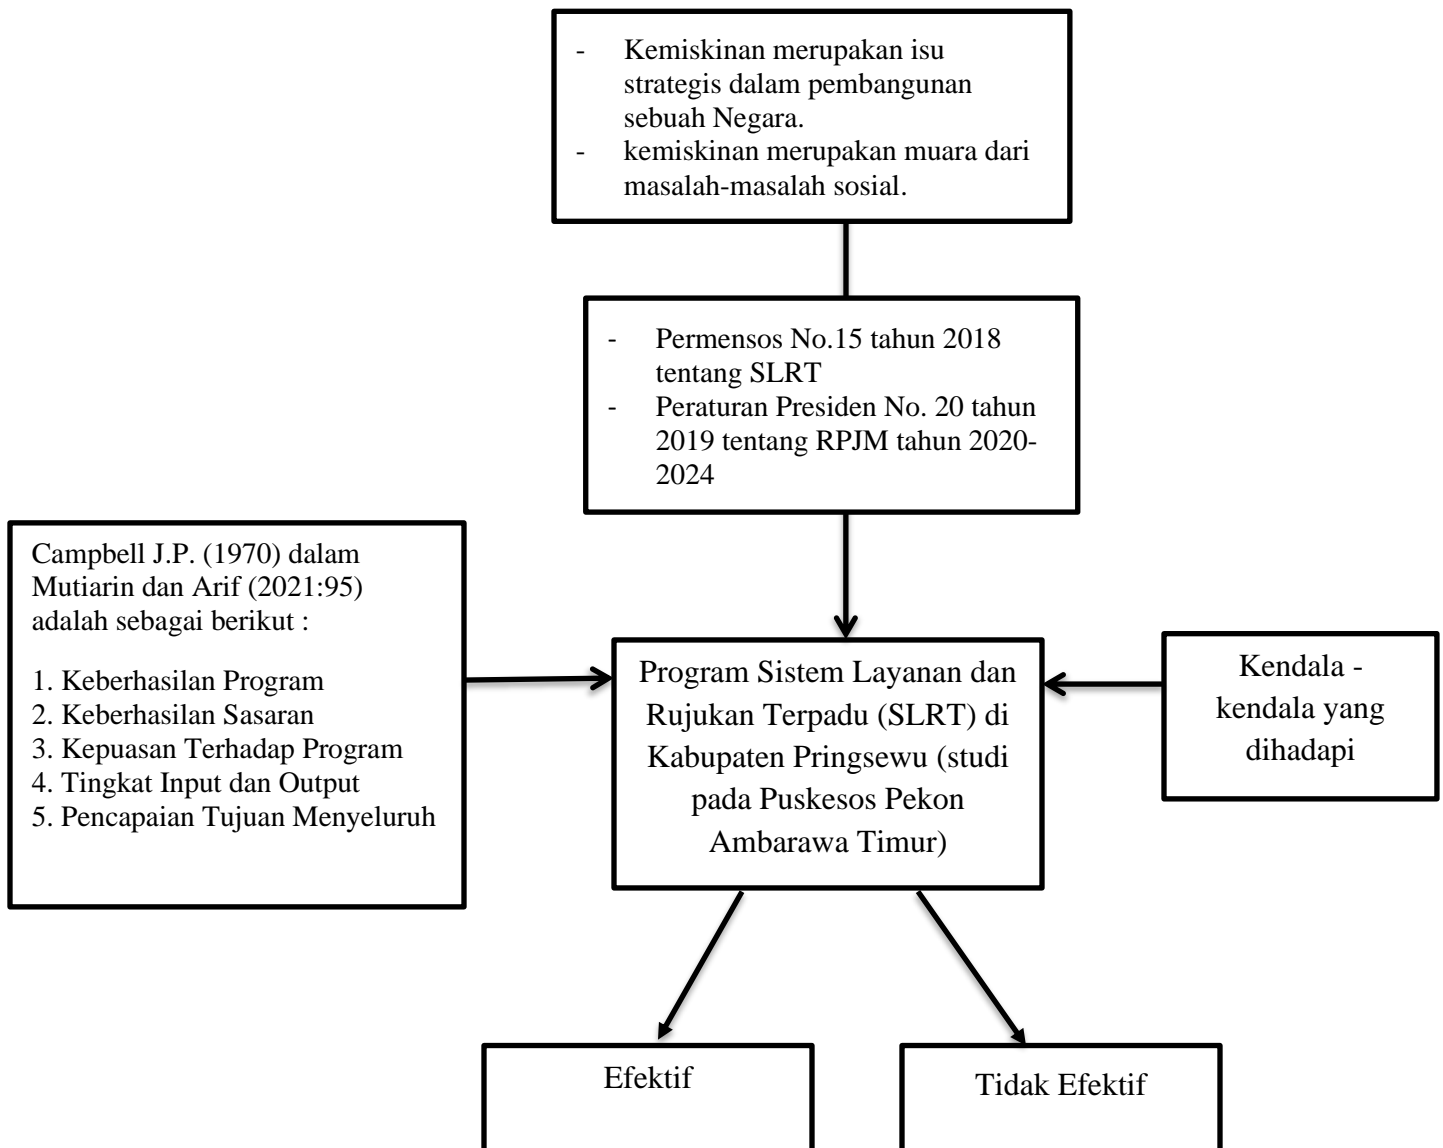 - Kemiskinan merupakan isu
strategis dalam pembangunan
sebuah Negara.
- kemiskinan merupakan muara dari
masalah-masalah sosial.
- Permensos No.15 tahun 2018
tentang SLRT
- Peraturan Presiden No. 20 tahun
2019 tentang RPJM tahun 2020-
2024
Campbell J.P. (1970) dalam
Mutiarin dan Arif (2021:95)
adalah sebagai berikut :
1. Keberhasilan Program
2. Keberhasilan Sasaran
3. Kepuasan Terhadap Program
4. Tingkat Input dan Output
5. Pencapaian Tujuan Menyeluruh
Program Sistem Layanan dan
Rujukan Terpadu (SLRT) di
Kabupaten Pringsewu (studi
pada Puskesos Pekon
Ambarawa Timur)
Kendala -
kendala yang
dihadapi
Efektif
Tidak Efektif